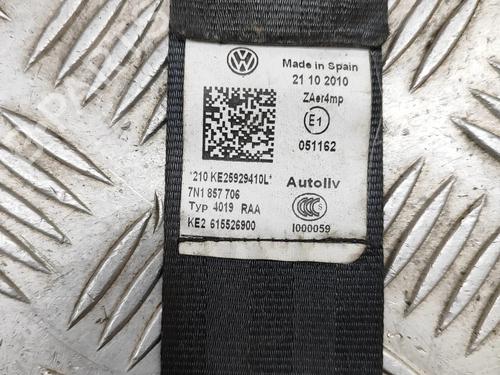 Made in Spain
21 10 2010
ZAer4mp
E1
051162
*210 KE25929410L*
7N1 857 706
Autoliv
Typ 4019 RAA
KE2 615526900
I000059